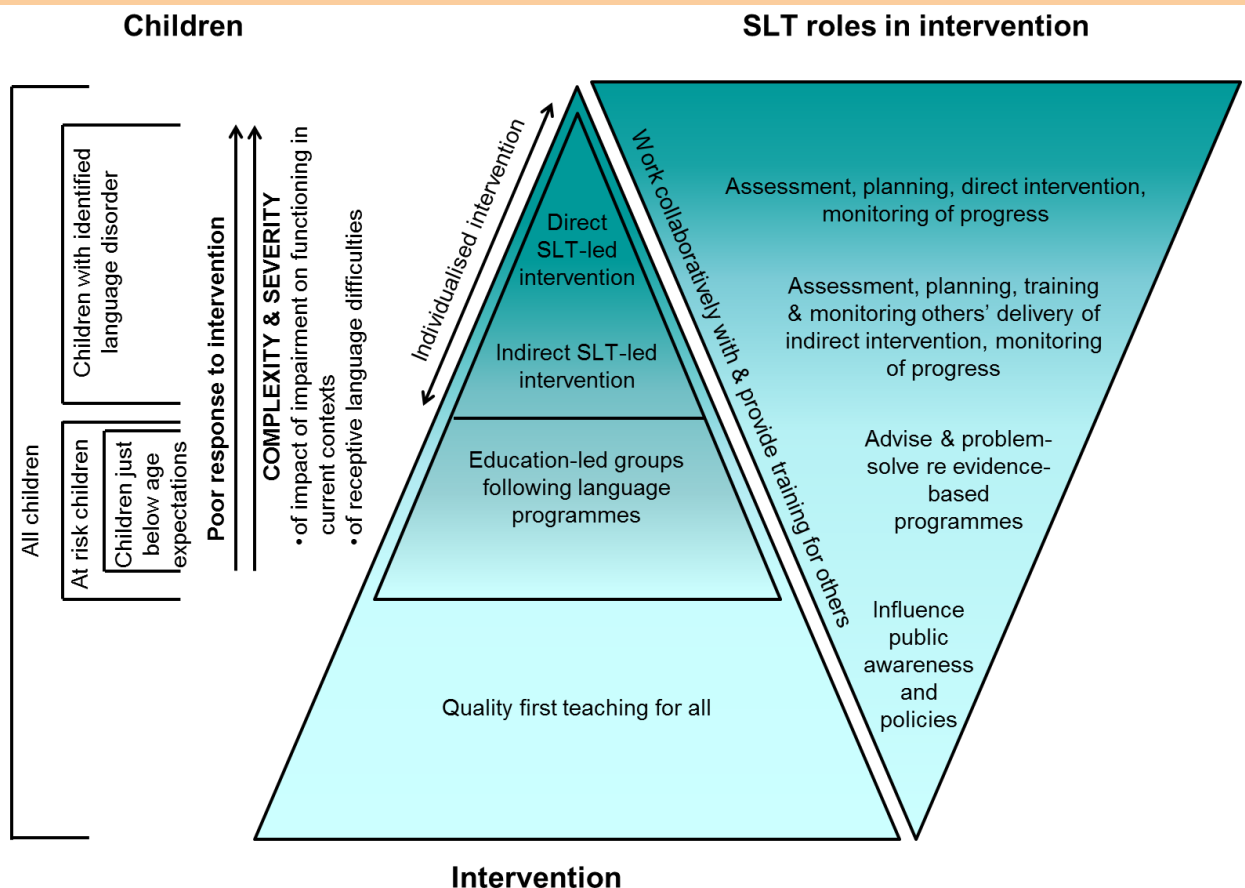 Children
SLT roles in intervention
All children
Children with identified
language disorder
At risk children
Children just
below age
expectations
Poor response to intervention
COMPLEXITY & SEVERITY
• of impact of impairment on functioning in
current contexts
• of receptive language difficulties
Individualised intervention
Direct
SLT-led
intervention
Indirect SLT-led
intervention
Education-led groups
following language
programmes
Quality first teaching for all
Work collaboratively with & provide training for others
Assessment, planning, direct intervention,
monitoring of progress
Assessment, planning, training
& monitoring others’ delivery of
indirect intervention, monitoring
of progress
Advise & problem-
solve re evidence-
based
programmes
Influence
public
awareness
and
policies
Intervention